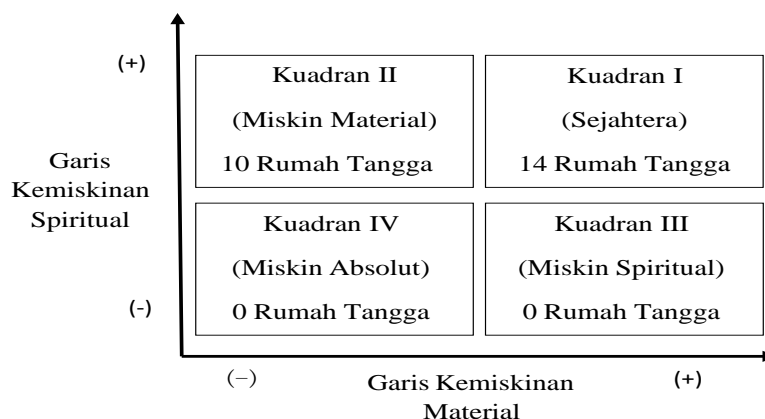 (+)
Kuadran II
(Miskin Material)
10 Rumah Tangga
Kuadran I
(Sejahtera)
14 Rumah Tangga
Garis
Kemiskinan
Spiritual
Kuadran IV
(Miskin Absolut)
0 Rumah Tangga
Kuadran III
(Miskin Spiritual)
0 Rumah Tangga
(-)
(−)
Garis Kemiskinan
Material
(+)